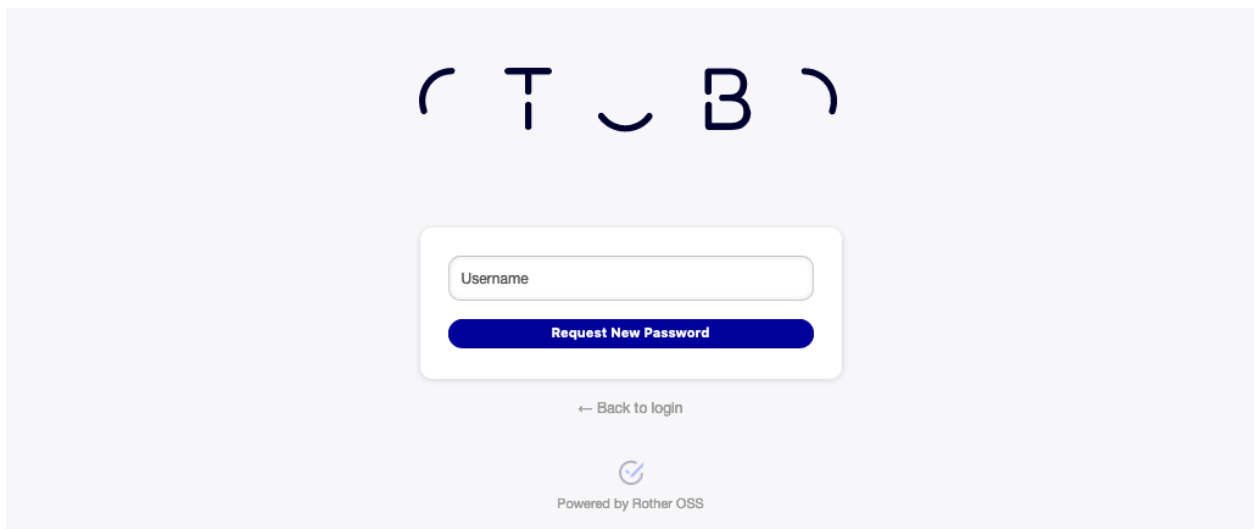 ( T ‿ B )
Username
Request New Password
← Back to login
Powered by Rother OSS